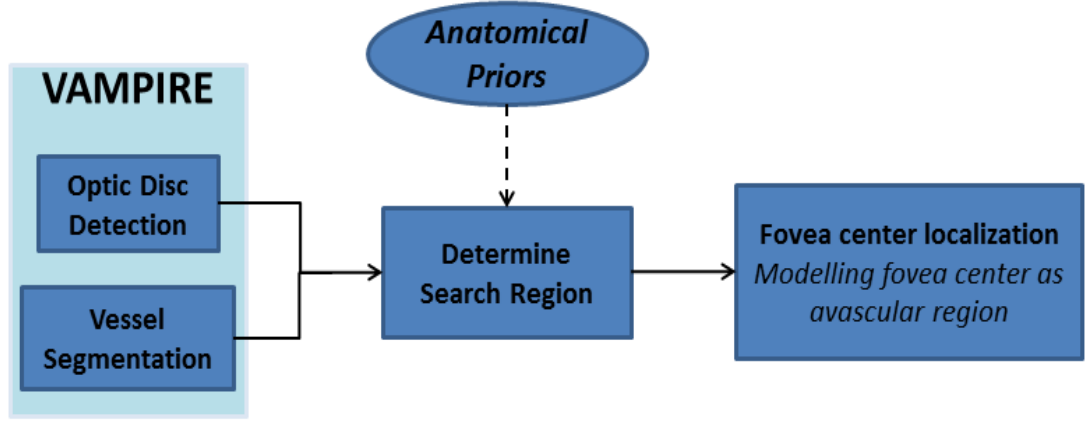 Anatomical
Priors
VAMPIRE
Optic Disc
Detection
Vessel
Segmentation
Determine
Search Region
Fovea center localization
Modelling fovea center as
avascular region